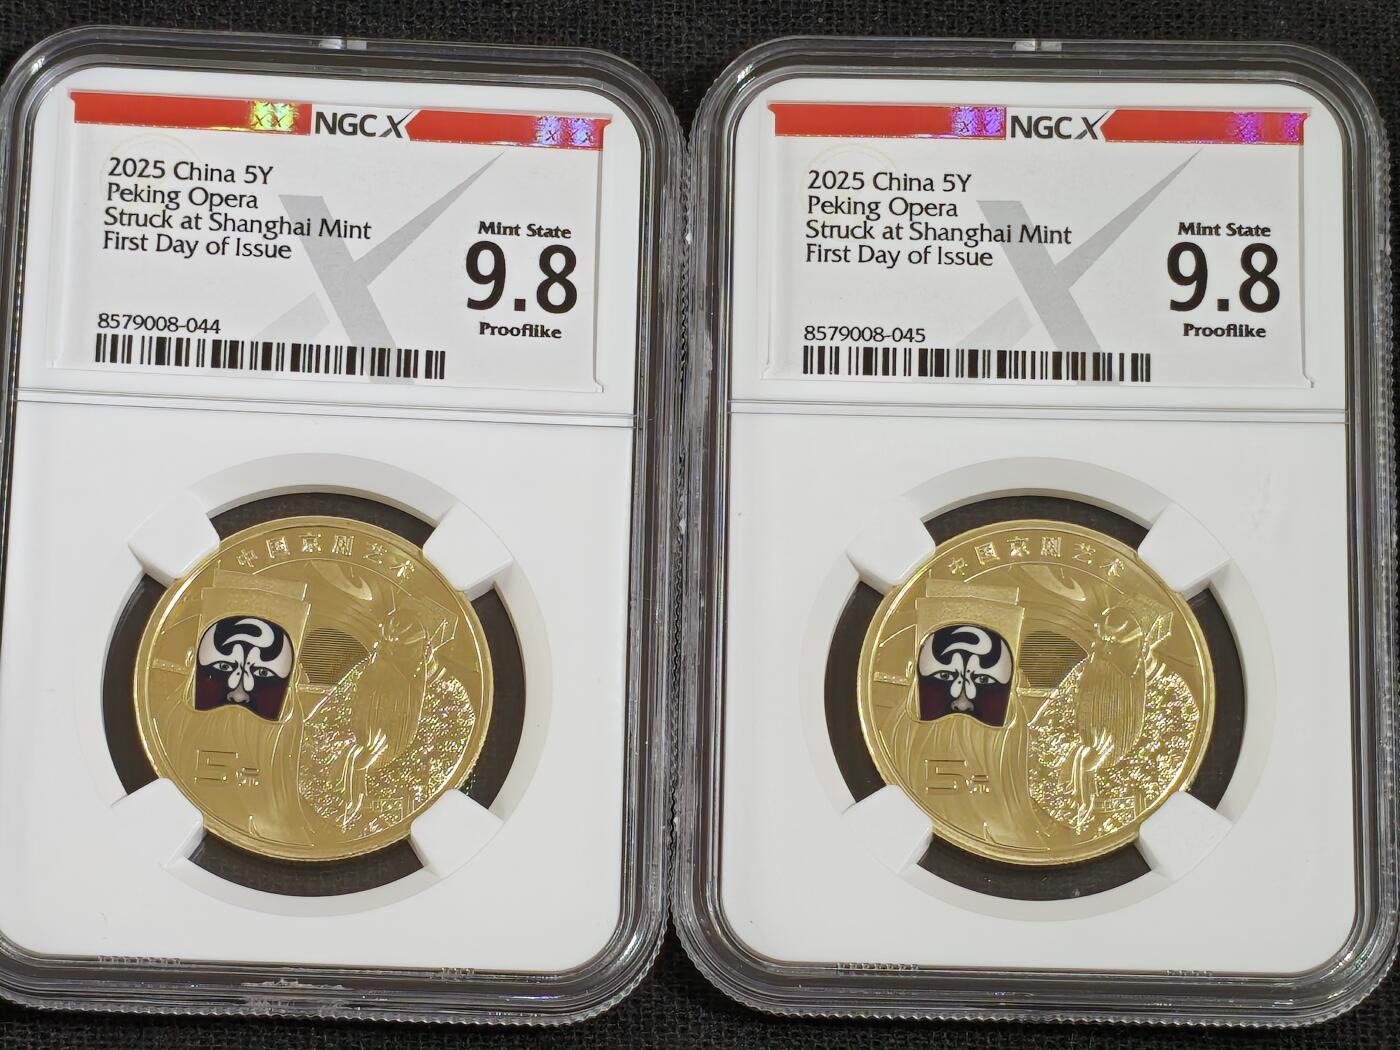 NGCX
2025 China 5Y
Peking Opera
Struck at Shanghai Mint
First Day of Issue
Mint State
9.8
Prooflike
8579008-044
中国京剧艺术
5元
NGCX
2025 China 5Y
Peking Opera
Struck at Shanghai Mint
First Day of Issue
Mint State
9.8
Prooflike
8579008-045
中国京剧艺术
5元